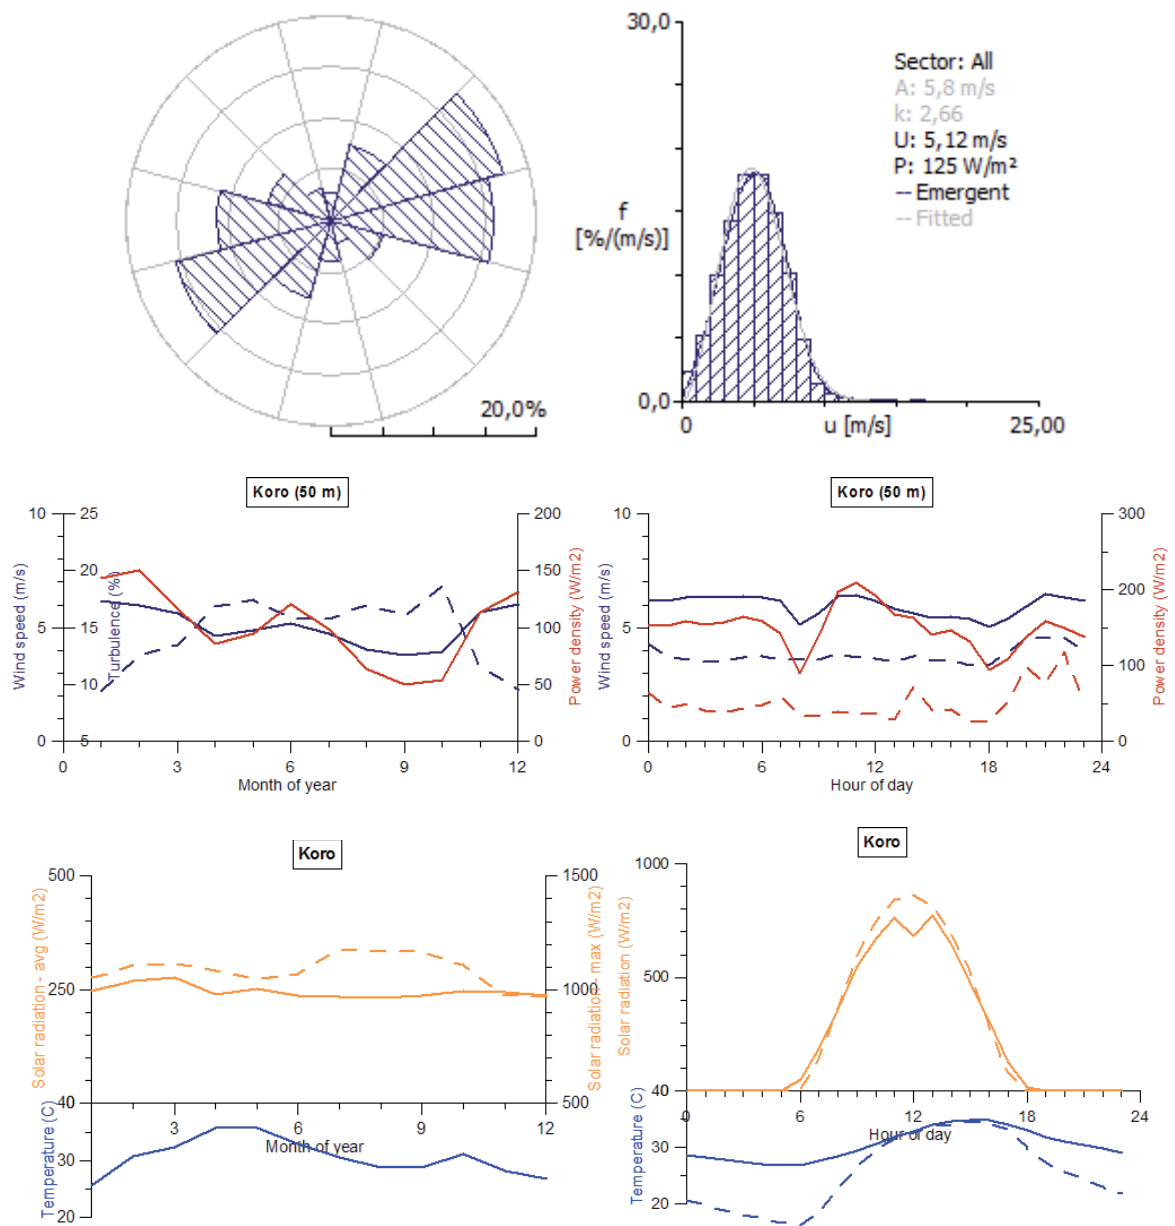 20,0%
30,0
f
[%/(m/s)]
0,0
0
u [m/s]
25,00
Sector: All
A: 5,8 m/s
k: 2,66
U: 5,12 m/s
P: 125 W/m²
-- Emergent
-- Fitted
Koro (50 m)
Wind speed (m/s)
10
5
0
Turbulence (%)
25
20
15
10
5
Power density (W/m2)
200
150
100
50
0
0
3
6
9
12
Month of year
Koro (50 m)
Wind speed (m/s)
10
5
0
Power density (W/m2)
300
200
100
0
0
6
12
18
24
Hour of day
Koro
Solar radiation - avg (W/m2)
500
250
Solar radiation - max (W/m2)
1500
1000
500
Temperature (C)
40
30
20
3
6
9
12
Month of year
Koro
Solar radiation (W/m2)
1000
500
Temperature (C)
40
30
20
0
6
12
18
24
Hour of day